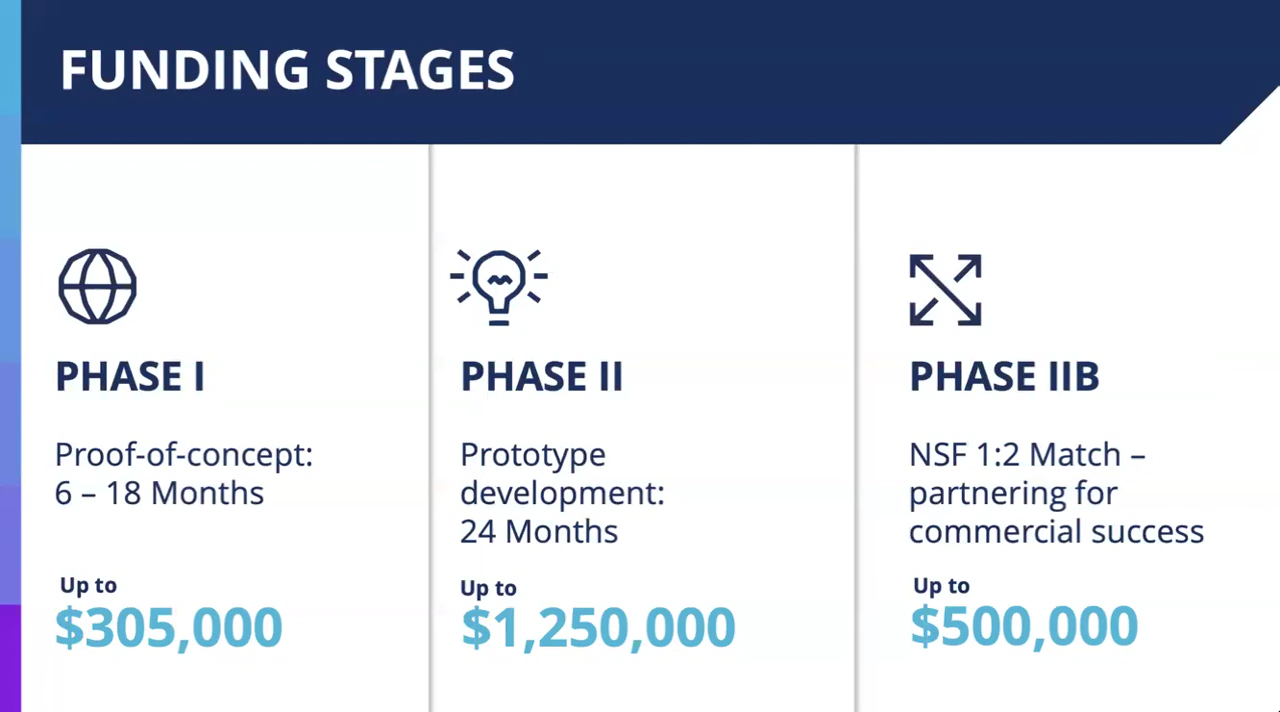 FUNDING STAGES
PHASE I
Proof-of-concept:
6 – 18 Months
Up to
$305,000
PHASE II
Prototype
development:
24 Months
Up to
$1,250,000
PHASE IIB
NSF 1:2 Match –
partnering for
commercial success
Up to
$500,000